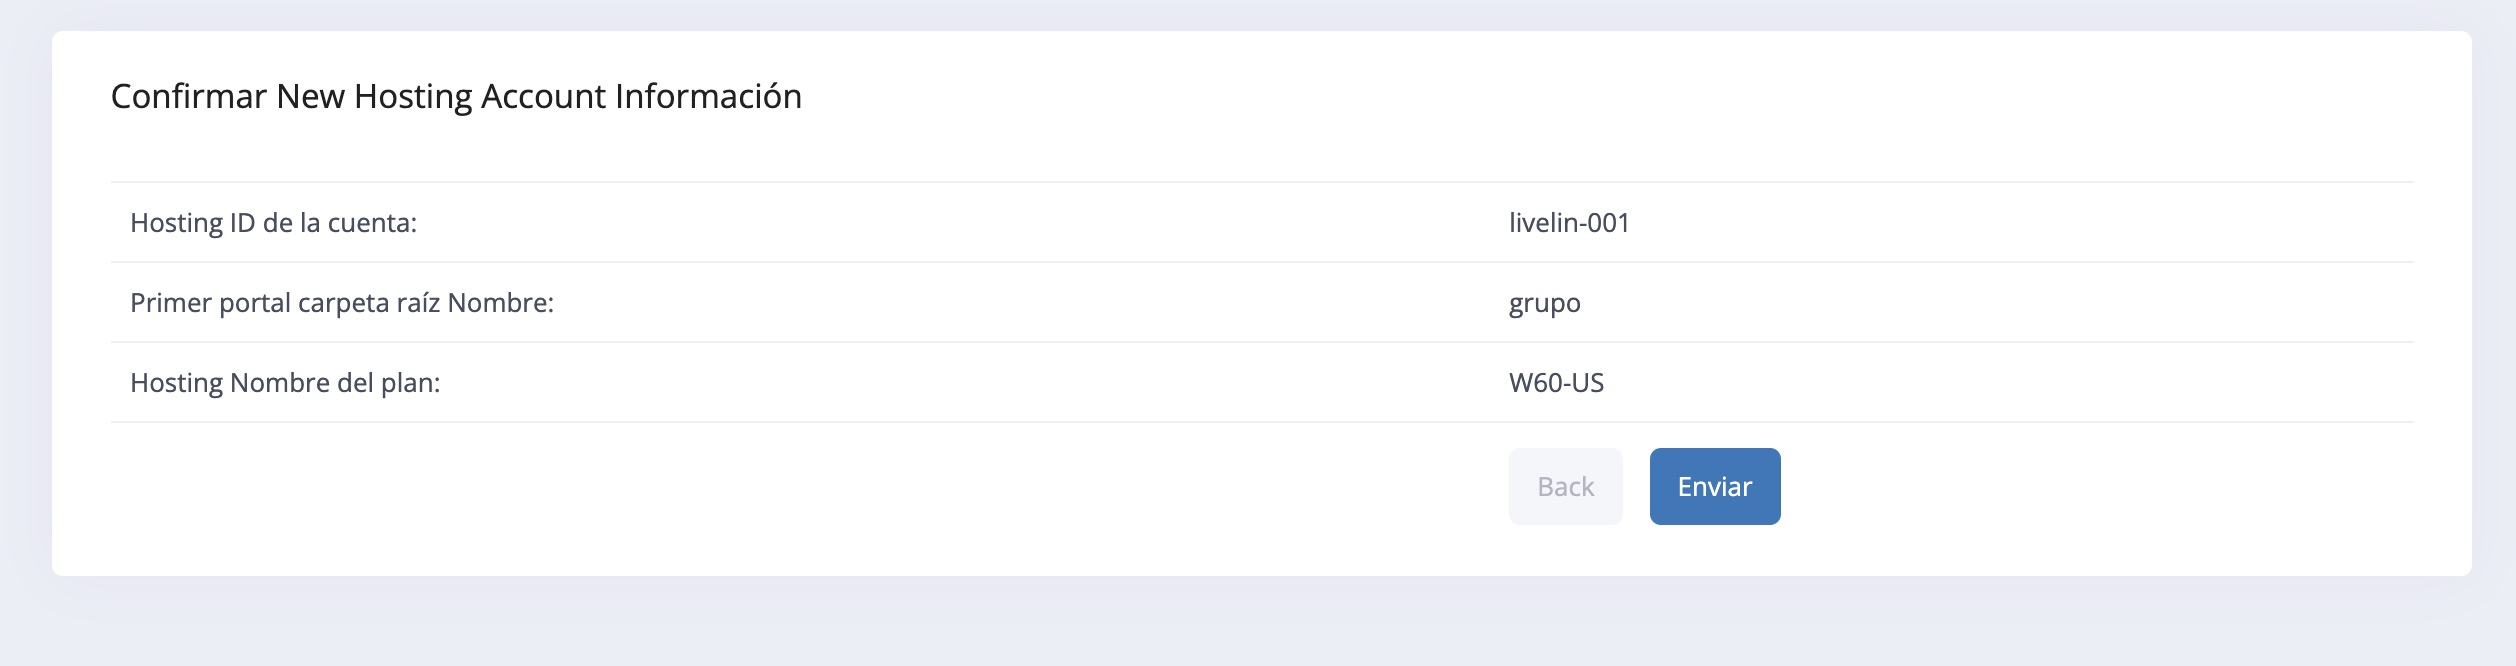 Confirmar New Hosting Account Información
Hosting ID de la cuenta: livelin-001
Primer portal carpeta raíz Nombre: grupo
Hosting Nombre del plan: W60-US
Back Enviar